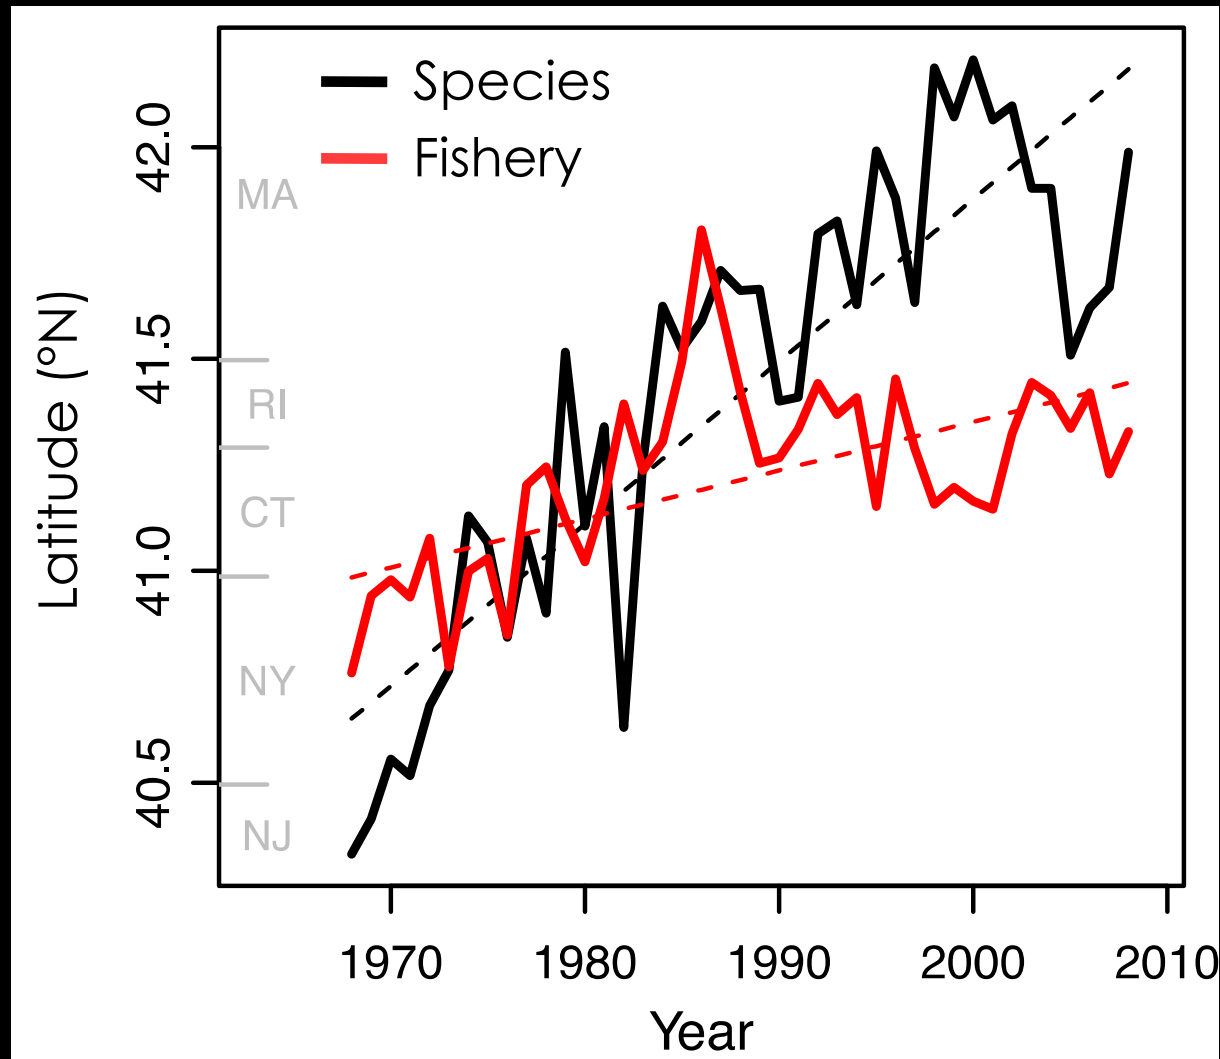 Species
Fishery
Latitude (°N)
42.0
41.5
41.0
40.5
MA
RI
CT
NY
NJ
1970 1980 1990 2000 2010
Year